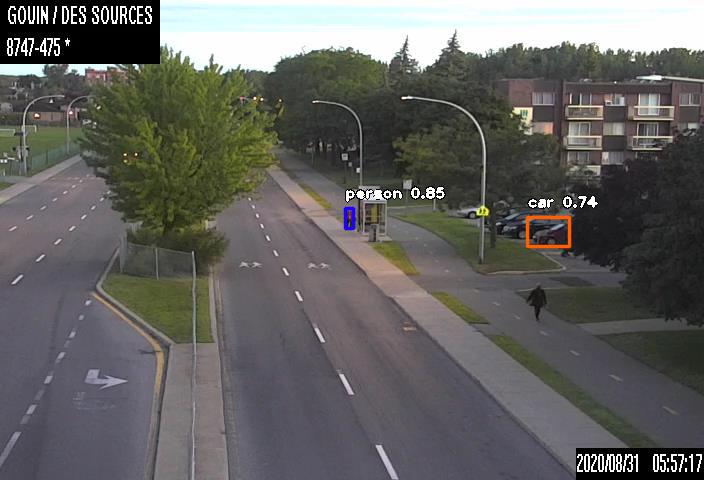 GOUIN / DES SOURCES
8747-475 *
person 0.85
car 0.74
2020/08/31 05:57:17